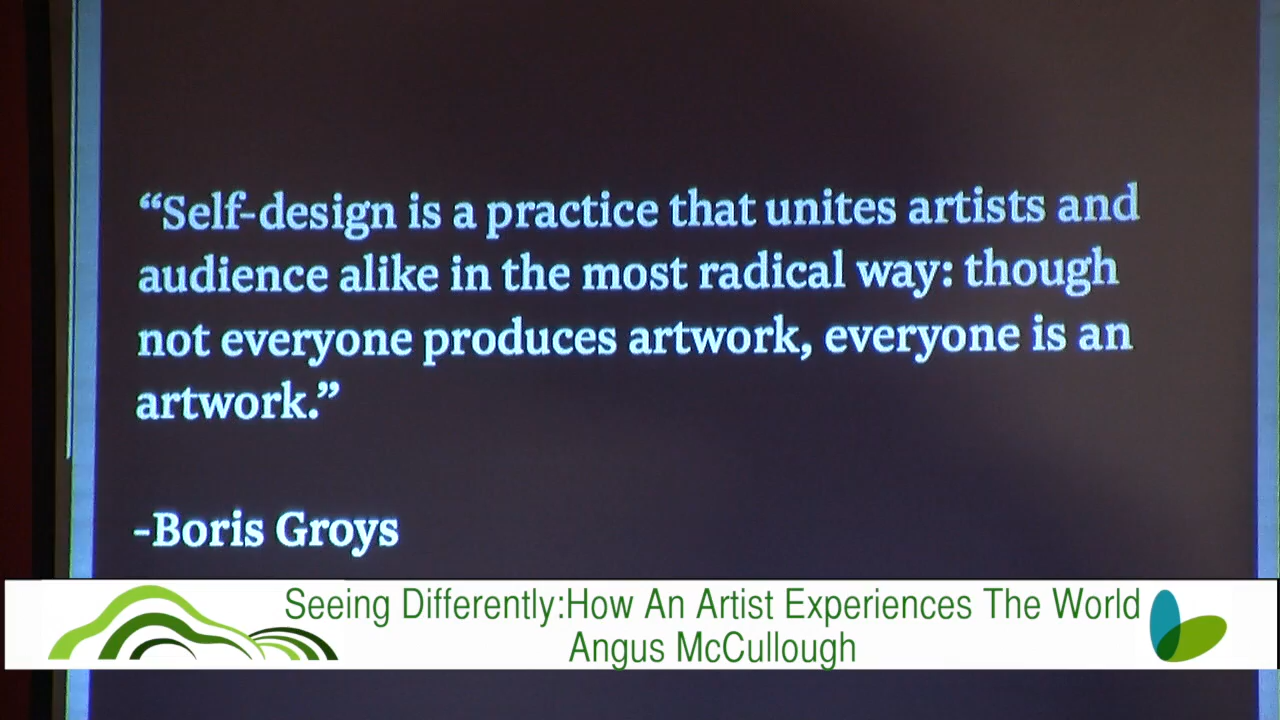 “Self-design is a practice that unites artists and
audience alike in the most radical way: though
not everyone produces artwork, everyone is an
artwork.”
-Boris Groys
Seeing Differently:How An Artist Experiences The World
Angus McCullough